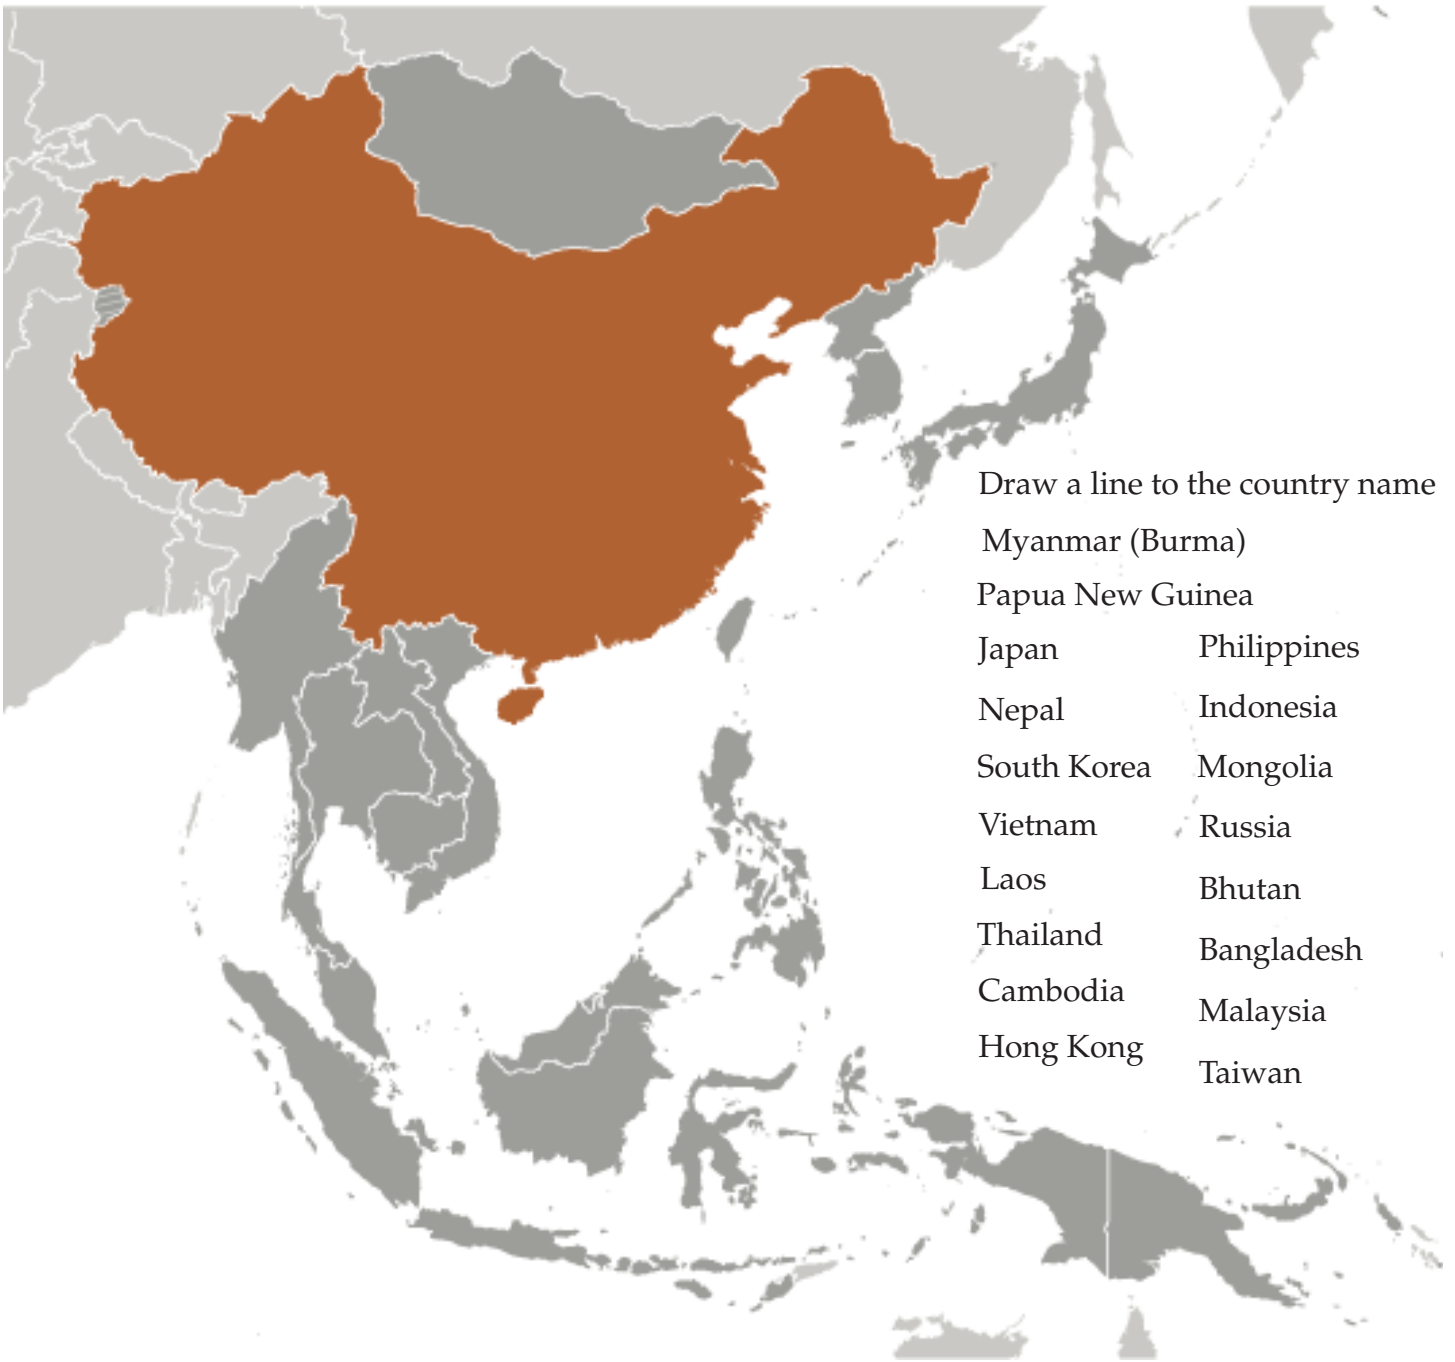 Draw a line to the country name
Myanmar (Burma)
Papua New Guinea
Japan
Nepal
South Korea
Vietnam
Laos
Thailand
Cambodia
Hong Kong
Philippines
Indonesia
Mongolia
Russia
Bhutan
Bangladesh
Malaysia
Taiwan